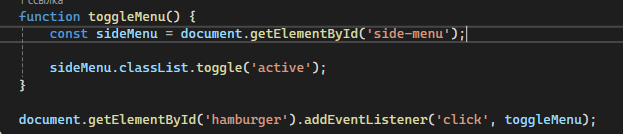 1 ссылка
function toggleMenu() {
const sideMenu = document.getElementById('side-menu');
sideMenu.classList.toggle('active');
}
document.getElementById('hamburger').addEventListener('click', toggleMenu);